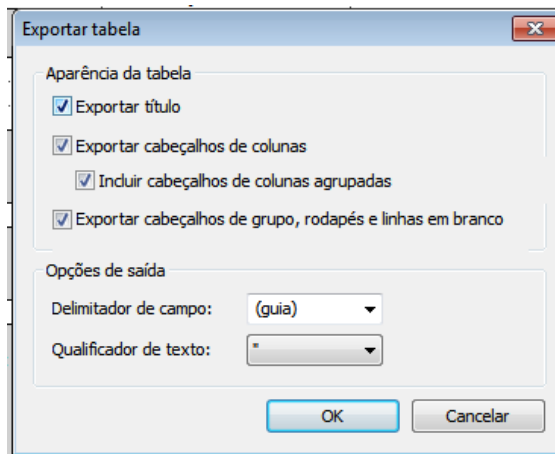 Exportar tabela
Aparência da tabela
Exportar título
Exportar cabeçalhos de colunas
Incluir cabeçalhos de colunas agrupadas
Exportar cabeçalhos de grupo, rodapés e linhas em branco
Opções de saída
Delimitador de campo: (guia)
Qualificador de texto: "
OK Cancelar